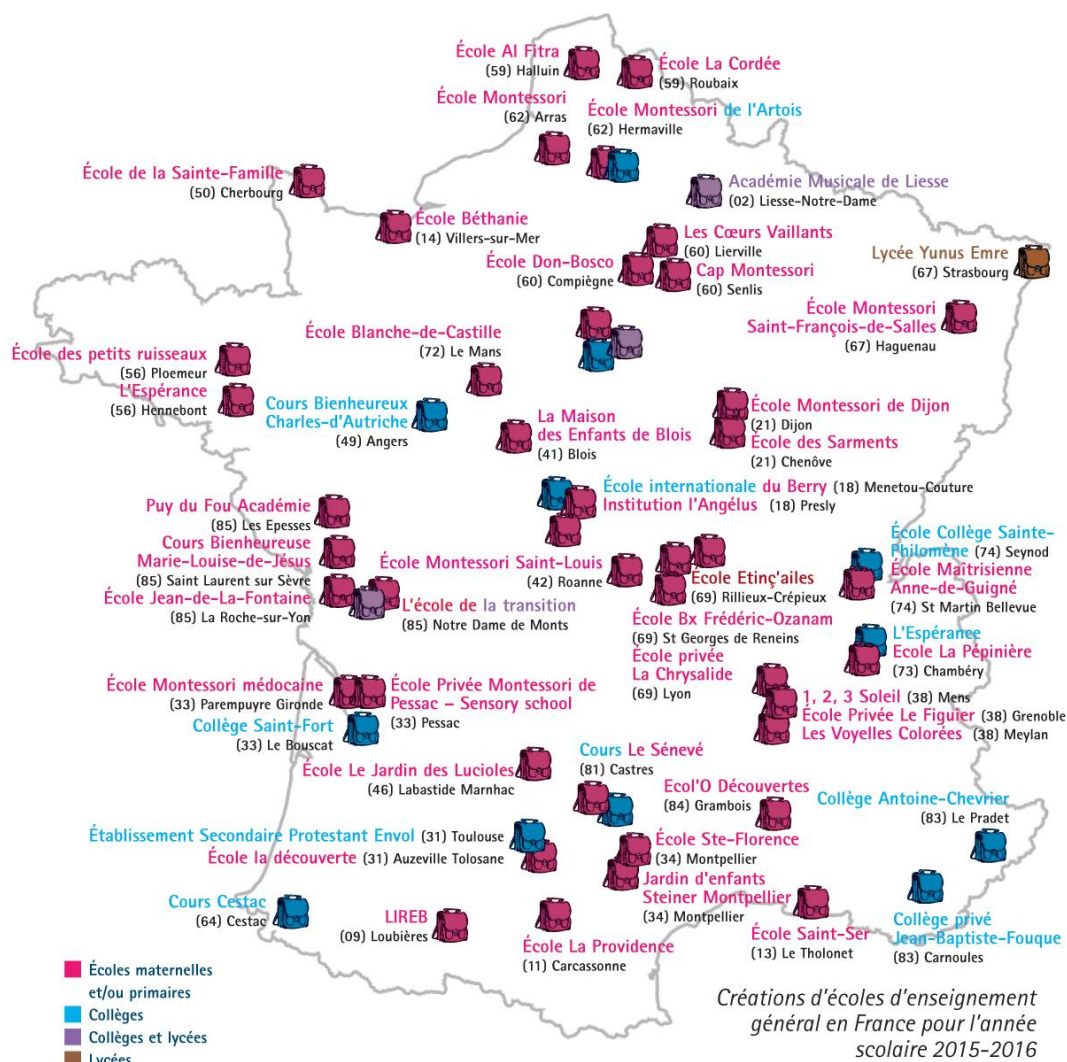 École Al Fitra
(59) Halluin
École La Cordée
(59) Roubaix
École Montessori
(62) Arras
École Montessori de l'Artois
(62) Hermaville
École de la Sainte-Famille
(50) Cherbourg
Académie Musicale de Liesse
(02) Liesse-Notre-Dame
École Béthanie
(14) Villers-sur-Mer
Les Cœurs Vaillants
(60) Lierville
Lycée Yunus Emre
(67) Strasbourg
École Don-Bosco
(60) Compiègne
Cap Montessori
(60) Senlis
École Montessori
Saint-François-de-Salles
(67) Haguenau
École Blanche-de-Castille
(72) Le Mans
École des petits ruisseaux
(56) Ploemeur
L'Espérance
(56) Hennebont
Cours Bienheureux
Charles-d'Autriche
(49) Angers
La Maison
des Enfants de Blois
(41) Blois
École Montessori de Dijon
(21) Dijon
École des Sarments
(21) Chenôve
École internationale du Berry (18) Menetou-Couture
Institution l'Angélus (18) Presly
Puy du Fou Académie
(85) Les Epesses
Cours Bienheureuse
Marie-Louise-de-Jésus
(85) Saint Laurent sur Sèvre
École Jean-de-La-Fontaine
(85) La Roche-sur-Yon
L'école de la transition
(85) Notre Dame de Monts
École Montessori Saint-Louis
(42) Roanne
École Etinç'ailes
(69) Rillieux-Crépieux
École Bx Frédéric-Ozanam
(69) St Georges de Reneins
École privée
La Chrysalide
(69) Lyon
École Collège Sainte-
Philomène (74) Seynod
École Maîtrisienne
Anne-de-Guigné
(74) St Martin Bellevue
L'Espérance
Ecole La Pépinière
(73) Chambéry
1, 2, 3 Soleil (38) Mens
École Privée Le Figuier (38) Grenoble
Les Voyelles Colorées (38) Meylan
École Montessori médocaine
(33) Parempuyre Gironde
École Privée Montessori de
Pessac – Sensory school
(33) Pessac
Collège Saint-Fort
(33) Le Bouscat
École Le Jardin des Lucioles
(46) Labastide Marnhac
Cours Le Sénevé
(81) Castres
Ecol'O Découvertes
(84) Grambois
Collège Antoine-Chevrier
(83) Le Pradet
Établissement Secondaire Protestant Envol (31) Toulouse
École la découverte (31) Auzeville Tolosane
École Ste-Florence
(34) Montpellier
Jardin d'enfants
Steiner Montpellier
(34) Montpellier
Cours Cestac
(64) Cestac
LIREB
(09) Loubières
École La Providence
(11) Carcassonne
École Saint-Ser
(13) Le Tholonet
Collège privé
Jean-Baptiste-Fouque
(83) Carnoules
Écoles maternelles
et/ou primaires
Collèges
Collèges et lycées
Lycées
Créations d'écoles d'enseignement
général en France pour l'année
scolaire 2015-2016